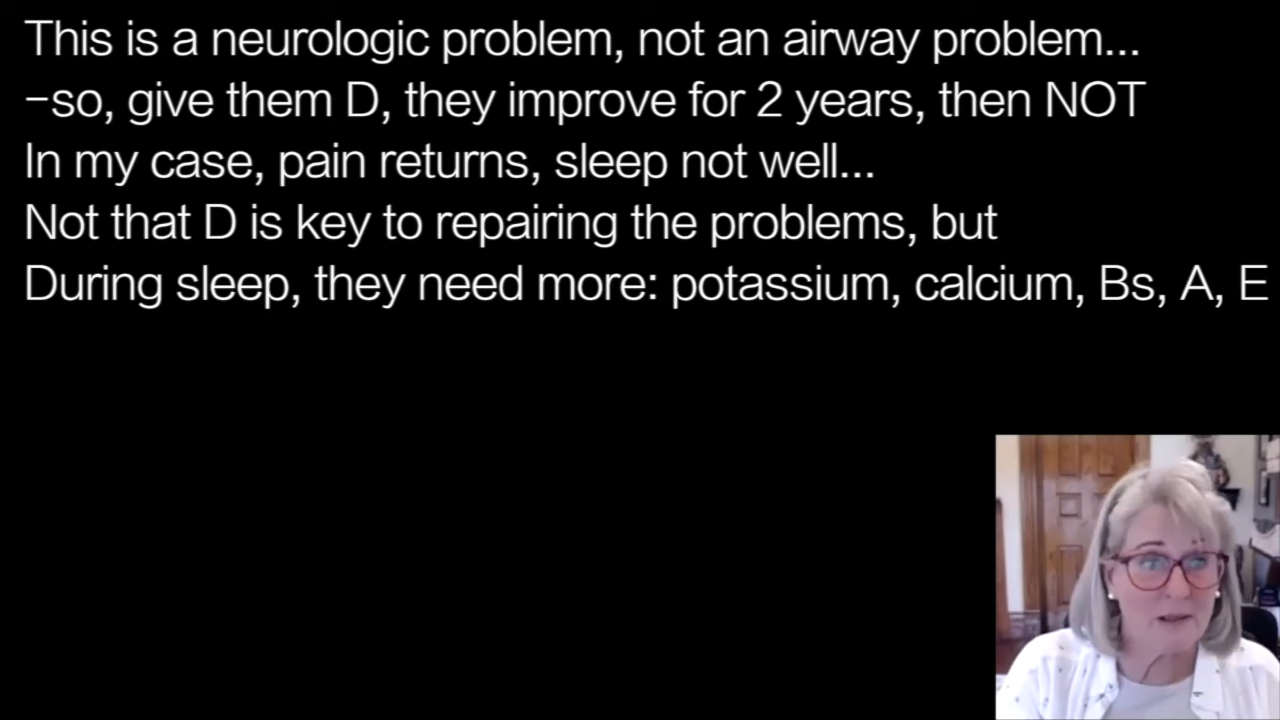 This is a neurologic problem, not an airway problem...
–so, give them D, they improve for 2 years, then NOT
In my case, pain returns, sleep not well...
Not that D is key to repairing the problems, but
During sleep, they need more: potassium, calcium, Bs, A, E